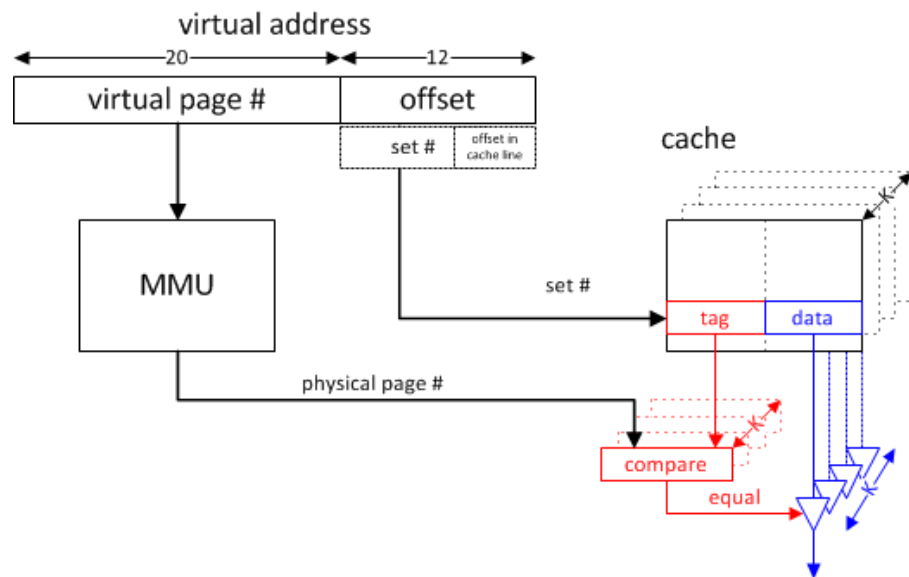 virtual address
20
12
virtual page #
offset
set #
offset in
cache line
cache
K
MMU
set #
tag
data
physical page #
K
compare
equal
K